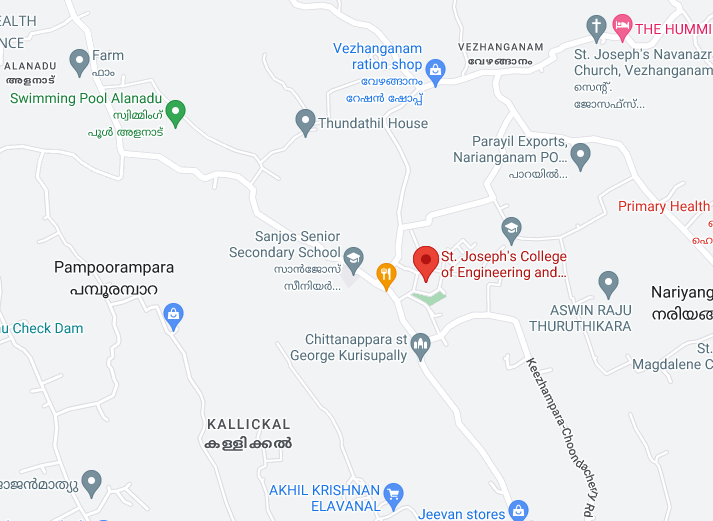 EALTH
NCE
ALANADU
അളനാട്
Farm
ഫാം
Swimming Pool Alanadu
സ്വിമ്മിംഗ്
പൂൾ അളനാട്
Vezhanganam
ration shop
വേഴങ്ങാനം
റേഷൻ ഷോപ്പ്
VEZHANGANAM
വേഴങ്ങാനം
THE HUMMI
St. Joseph's Navanazr
Church, Vezhanganam
സെന്റ്.
ജോസഫ്സ്...
Thundathil House
Parayil Exports,
Narianganam PO...
പാറയിൽ...
Primary Health
Sanjos Senior
Secondary School
സാൻജോസ്
സീനിയർ...
St. Joseph's College
of Engineering and...
Pampoorampara
പമ്പൂരമ്പാറ
ASWIN RAJU
THURUTHIKARA
Nariyang
നരിയങ്ങ
u Check Dam
Chittanappara st
George Kurisupally
St.
Magdalene C
Keezhampara-Choondachery Rd
KALLICKAL
കള്ളിക്കൽ
ാജൻമാത്യു
AKHIL KRISHNAN
ELAVANAL
Jeevan stores